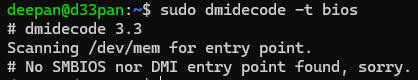 deepan@d33pan:~$ sudo dmidecode -t bios
# dmidecode 3.3
Scanning /dev/mem for entry point.
# No SMBIOS nor DMI entry point found, sorry.